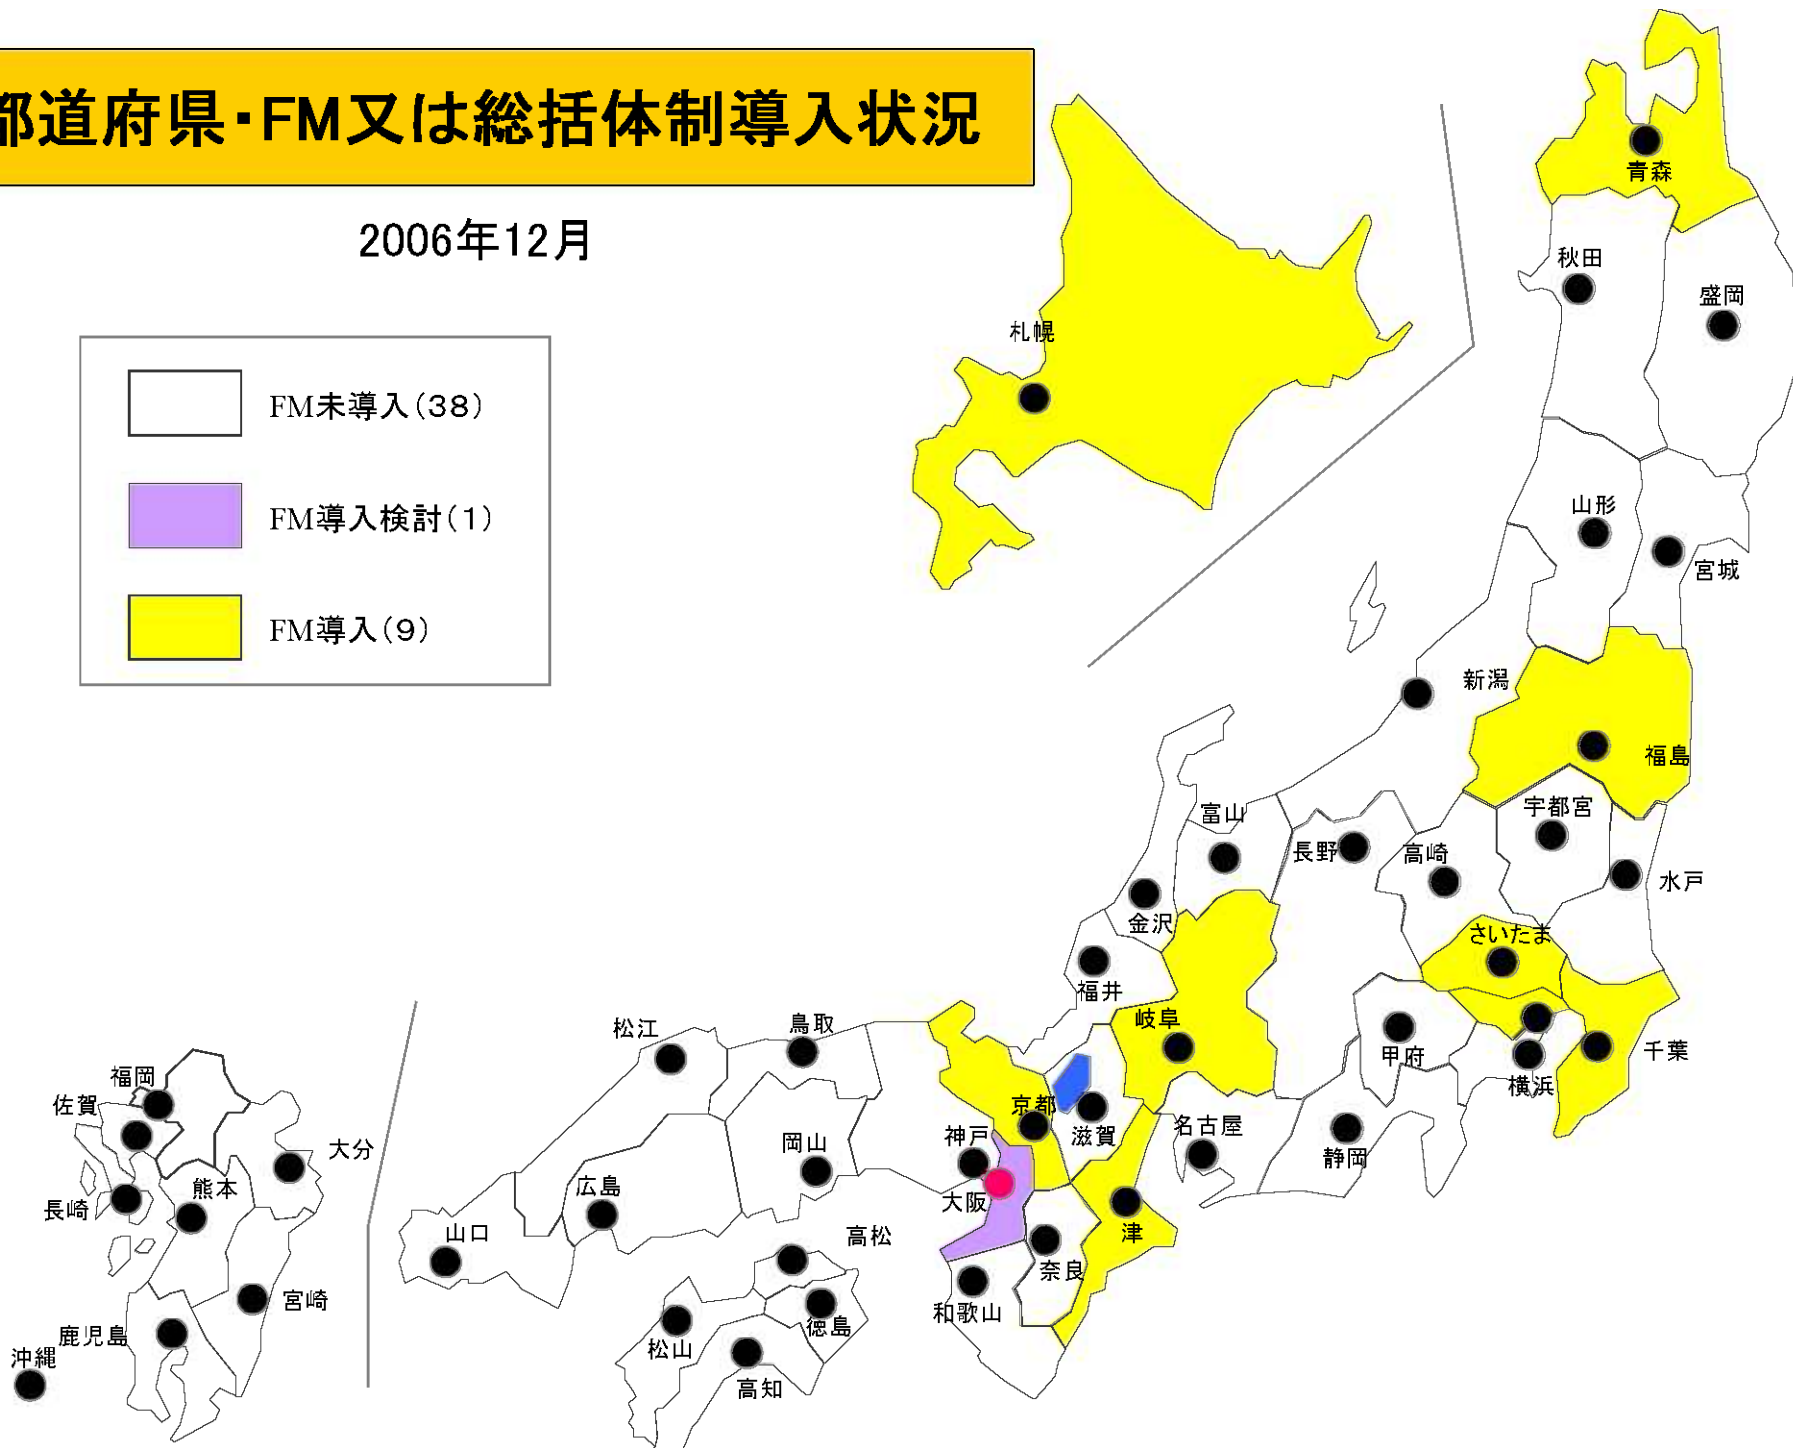 都道府県・FM又は総括体制導入状況
2006年12月
FM未導入（38）
FM導入検討（1）
FM導入（9）
札幌
青森
秋田
盛岡
山形
宮城
新潟
福島
富山
長野
高崎
宇都宮
水戸
金沢
さいたま
福井
岐阜
甲府
横浜
千葉
松江
鳥取
京都
滋賀
名古屋
静岡
神戸
大阪
岡山
広島
山口
津
奈良
和歌山
高松
徳島
松山
高知
福岡
佐賀
大分
長崎
熊本
宮崎
鹿児島
沖縄